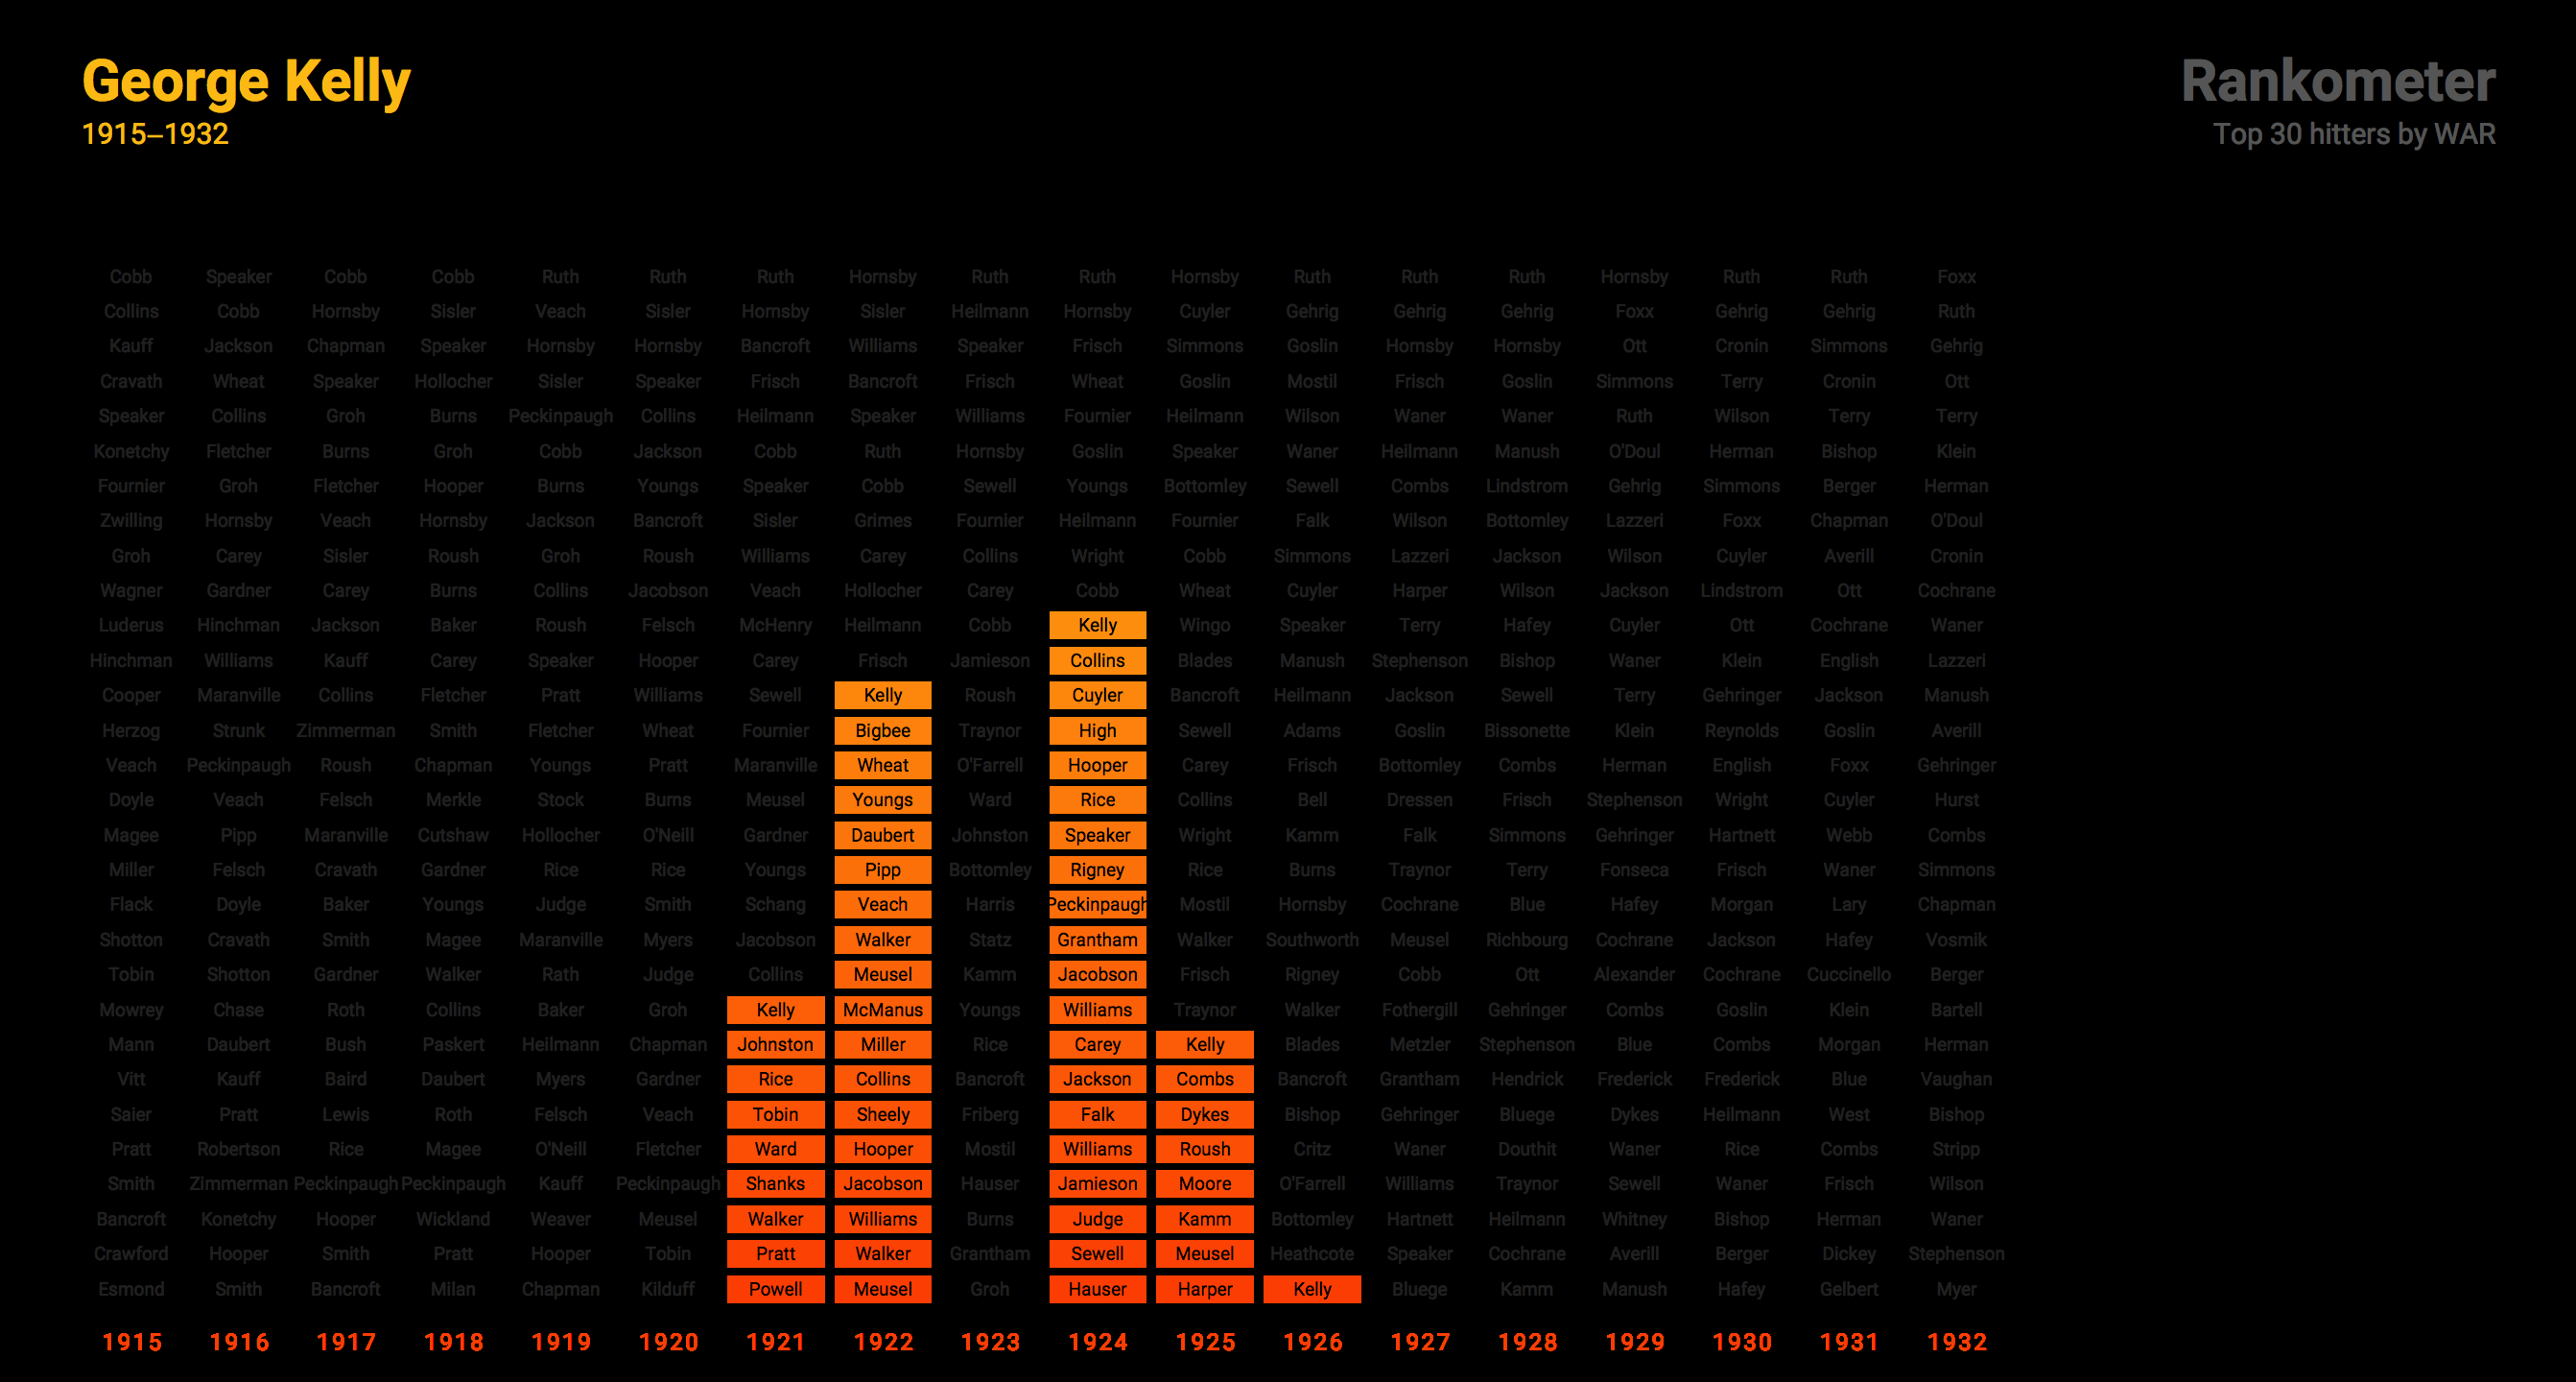 George Kelly
Rankometer
1915–1932
Top 30 hitters by WAR
Cobb Speaker Cobb Cobb Ruth Ruth Ruth Hornsby Ruth Ruth Hornsby Ruth Ruth Ruth Hornsby Ruth Ruth Foxx
Collins Cobb Hornsby Sisler Veach Sisler Hornsby Sisler Heilmann Hornsby Cuyler Gehrig Gehrig Gehrig Foxx Gehrig Gehrig Ruth
Kauff Jackson Chapman Speaker Hornsby Hornsby Bancroft Williams Speaker Frisch Simmons Goslin Hornsby Hornsby Ott Cronin Simmons Gehrig
Cravath Wheat Speaker Hollocher Sisler Speaker Frisch Bancroft Frisch Wheat Goslin Mostil Frisch Goslin Simmons Terry Cronin Ott
Speaker Collins Groh Burns Peckinpaugh Collins Heilmann Speaker Williams Fournier Heilmann Wilson Waner Waner Ruth Wilson Terry Terry
Konetchy Fletcher Burns Groh Cobb Jackson Cobb Ruth Hornsby Goslin Speaker Waner Heilmann Manush O'Doul Herman Bishop Klein
Fournier Groh Fletcher Hooper Burns Youngs Speaker Cobb Sewell Youngs Bottomley Sewell Combs Lindstrom Gehrig Simmons Berger Herman
Zwilling Hornsby Veach Hornsby Jackson Bancroft Sisler Grimes Fournier Heilmann Fournier Falk Wilson Bottomley Lazzeri Foxx Chapman O'Doul
Groh Carey Sisler Roush Groh Roush Williams Carey Collins Wright Cobb Simmons Lazzeri Jackson Wilson Cuyler Averill Cronin
Wagner Gardner Carey Burns Collins Jacobson Veach Hollocher Carey Cobb Wheat Cuyler Harper Wilson Jackson Lindstrom Ott Cochrane
Luderus Hinchman Jackson Baker Roush Felsch McHenry Heilmann Cobb Kelly Wingo Speaker Terry Hafey Cuyler Ott Cochrane Waner
Hinchman Williams Kauff Carey Speaker Hooper Carey Frisch Jamieson Collins Blades Manush Stephenson Bishop Waner Klein English Lazzeri
Cooper Maranville Collins Fletcher Pratt Williams Sewell Kelly Roush Cuyler Bancroft Heilmann Jackson Sewell Terry Gehringer Jackson Manush
Herzog Strunk Zimmerman Smith Fletcher Wheat Fournier Bigbee Traynor High Sewell Adams Goslin Bissonette Klein Reynolds Goslin Averill
Veach Peckinpaugh Roush Chapman Youngs Pratt Maranville Wheat O'Farrell Hooper Carey Frisch Bottomley Combs Herman English Foxx Gehringer
Doyle Veach Felsch Merkle Stock Burns Meusel Youngs Ward Rice Collins Bell Dressen Frisch Stephenson Wright Cuyler Hurst
Magee Pipp Maranville Cutshaw Hollocher O'Neill Gardner Daubert Johnston Speaker Wright Kamm Falk Simmons Gehringer Hartnett Webb Combs
Miller Felsch Cravath Gardner Rice Rice Youngs Pipp Bottomley Rigney Rice Burns Traynor Terry Fonseca Frisch Waner Simmons
Flack Doyle Baker Youngs Judge Smith Schang Veach Harris Peckinpaugh Mostil Hornsby Cochrane Blue Hafey Morgan Lary Chapman
Shotton Cravath Smith Magee Maranville Myers Jacobson Walker Statz Grantham Walker Southworth Meusel Richbourg Cochrane Jackson Hafey Vosmik
Tobin Shotton Gardner Walker Rath Judge Collins Meusel Kamm Jacobson Frisch Rigney Cobb Ott Alexander Cochrane Cuccinello Berger
Mowrey Chase Roth Collins Baker Groh Kelly McManus Youngs Williams Traynor Walker Fothergill Gehringer Combs Goslin Klein Bartell
Mann Daubert Bush Paskert Heilmann Chapman Johnston Miller Rice Carey Kelly Blades Metzler Stephenson Blue Combs Morgan Herman
Vitt Kauff Baird Daubert Myers Gardner Rice Collins Bancroft Jackson Combs Bancroft Grantham Hendrick Frederick Frederick Blue Vaughan
Saier Pratt Lewis Roth Felsch Veach Tobin Sheely Friberg Falk Dykes Bishop Gehringer Bluege Dykes Heilmann West Bishop
Pratt Robertson Rice Magee O'Neill Fletcher Ward Hooper Mostil Williams Roush Critz Waner Douthit Waner Rice Combs Stripp
Smith Zimmerman Peckinpaugh Peckinpaugh Kauff Peckinpaugh Shanks Jacobson Hauser Jamieson Moore O'Farrell Williams Traynor Sewell Waner Frisch Wilson
Bancroft Konetchy Hooper Wickland Weaver Meusel Walker Williams Burns Judge Kamm Bottomley Hartnett Heilmann Whitney Bishop Herman Waner
Crawford Hooper Smith Pratt Hooper Tobin Pratt Walker Grantham Sewell Meusel Heathcote Speaker Cochrane Averill Berger Dickey Stephenson
Esmond Smith Bancroft Milan Chapman Kilduff Powell Meusel Groh Hauser Harper Kelly Bluege Kamm Manush Hafey Gelbert Myer
1915 1916 1917 1918 1919 1920 1921 1922 1923 1924 1925 1926 1927 1928 1929 1930 1931 1932